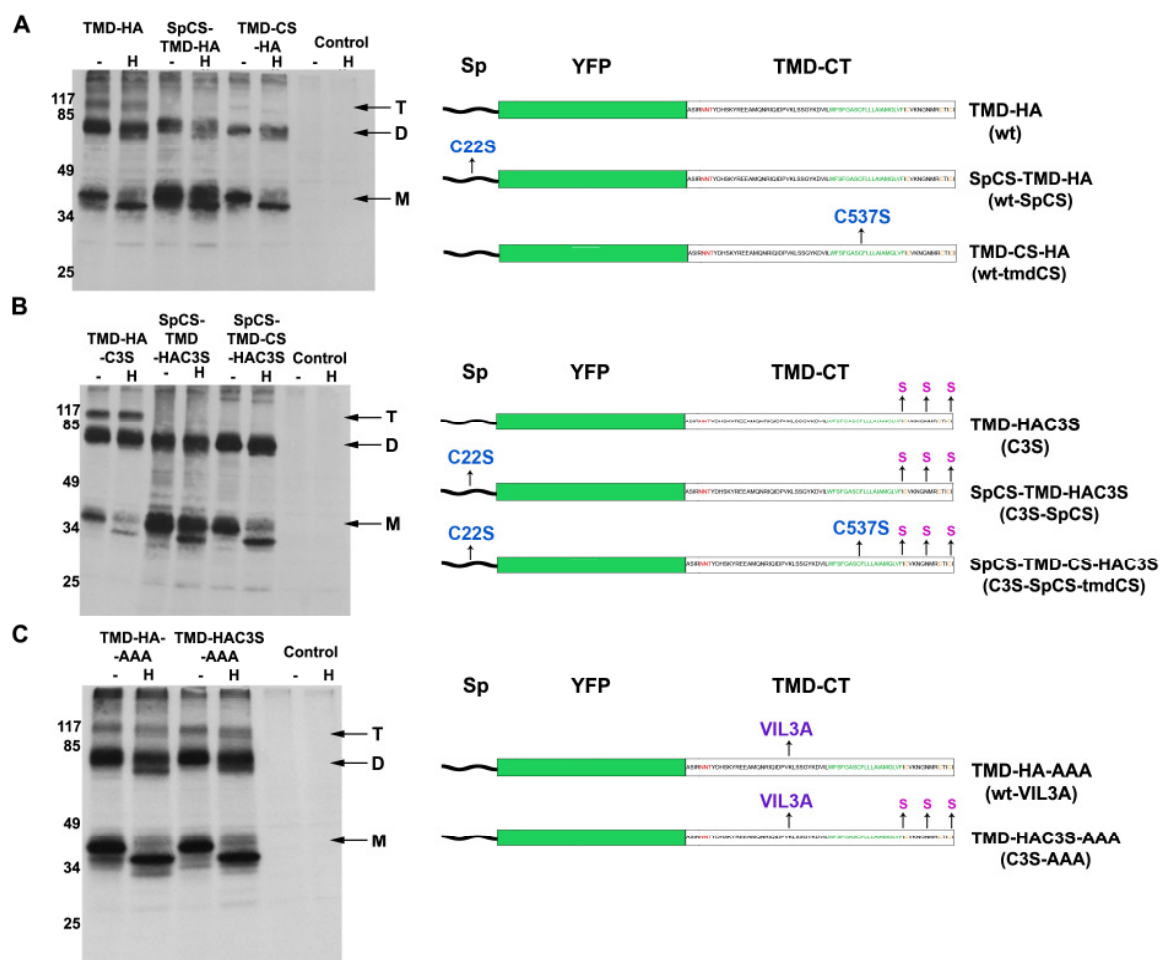 A
TMD-HA
SpCS-
TMD-HA
TMD-CS
-HA
Control
- H - H - H - H
117
85
49
34
25
T
D
M
Sp YFP TMD-CT
TMD-HA
(wt)
C22S
SpCS-TMD-HA
(wt-SpCS)
C537S
TMD-CS-HA
(wt-tmdCS)
B
TMD-HA
-C3S
SpCS-
TMD
-HAC3S
SpCS-
TMD-CS
-HAC3S
Control
- H - H - H - H
117
85
49
34
25
T
D
M
Sp YFP TMD-CT
S S S
TMD-HAC3S
(C3S)
C22S
S S S
SpCS-TMD-HAC3S
(C3S-SpCS)
C22S
C537S
S S S
SpCS-TMD-CS-HAC3S
(C3S-SpCS-tmdCS)
C
TMD-HA-
-AAA
TMD-HAC3S
-AAA
Control
- H - H - H
117
85
49
34
25
T
D
M
Sp YFP TMD-CT
VIL3A
TMD-HA-AAA
(wt-VIL3A)
VIL3A
S S S
TMD-HAC3S-AAA
(C3S-AAA)